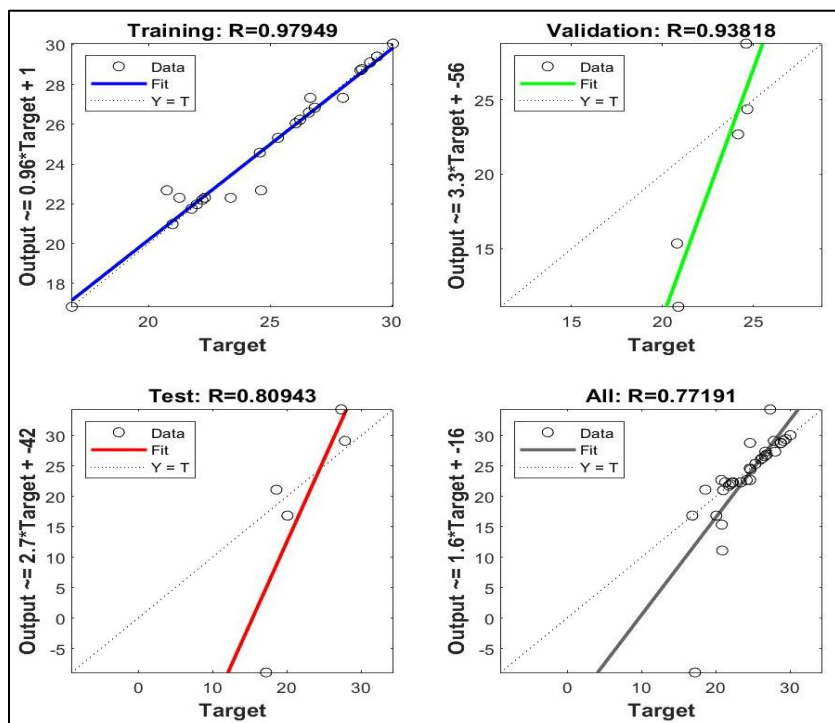 Training: R=0.97949
Output ~= 0.96*Target + 1
30
28
26
24
22
20
18
Data
Fit
Y = T
20
25
30
Target
Validation: R=0.93818
Output ~= 3.3*Target + -56
25
20
15
Data
Fit
Y = T
15
20
25
Target
Test: R=0.80943
Output ~= 2.7*Target + -42
30
25
20
15
10
5
0
-5
Data
Fit
Y = T
0
10
20
30
Target
All: R=0.77191
Output ~= 1.6*Target + -16
30
25
20
15
10
5
0
-5
Data
Fit
Y = T
0
10
20
30
Target